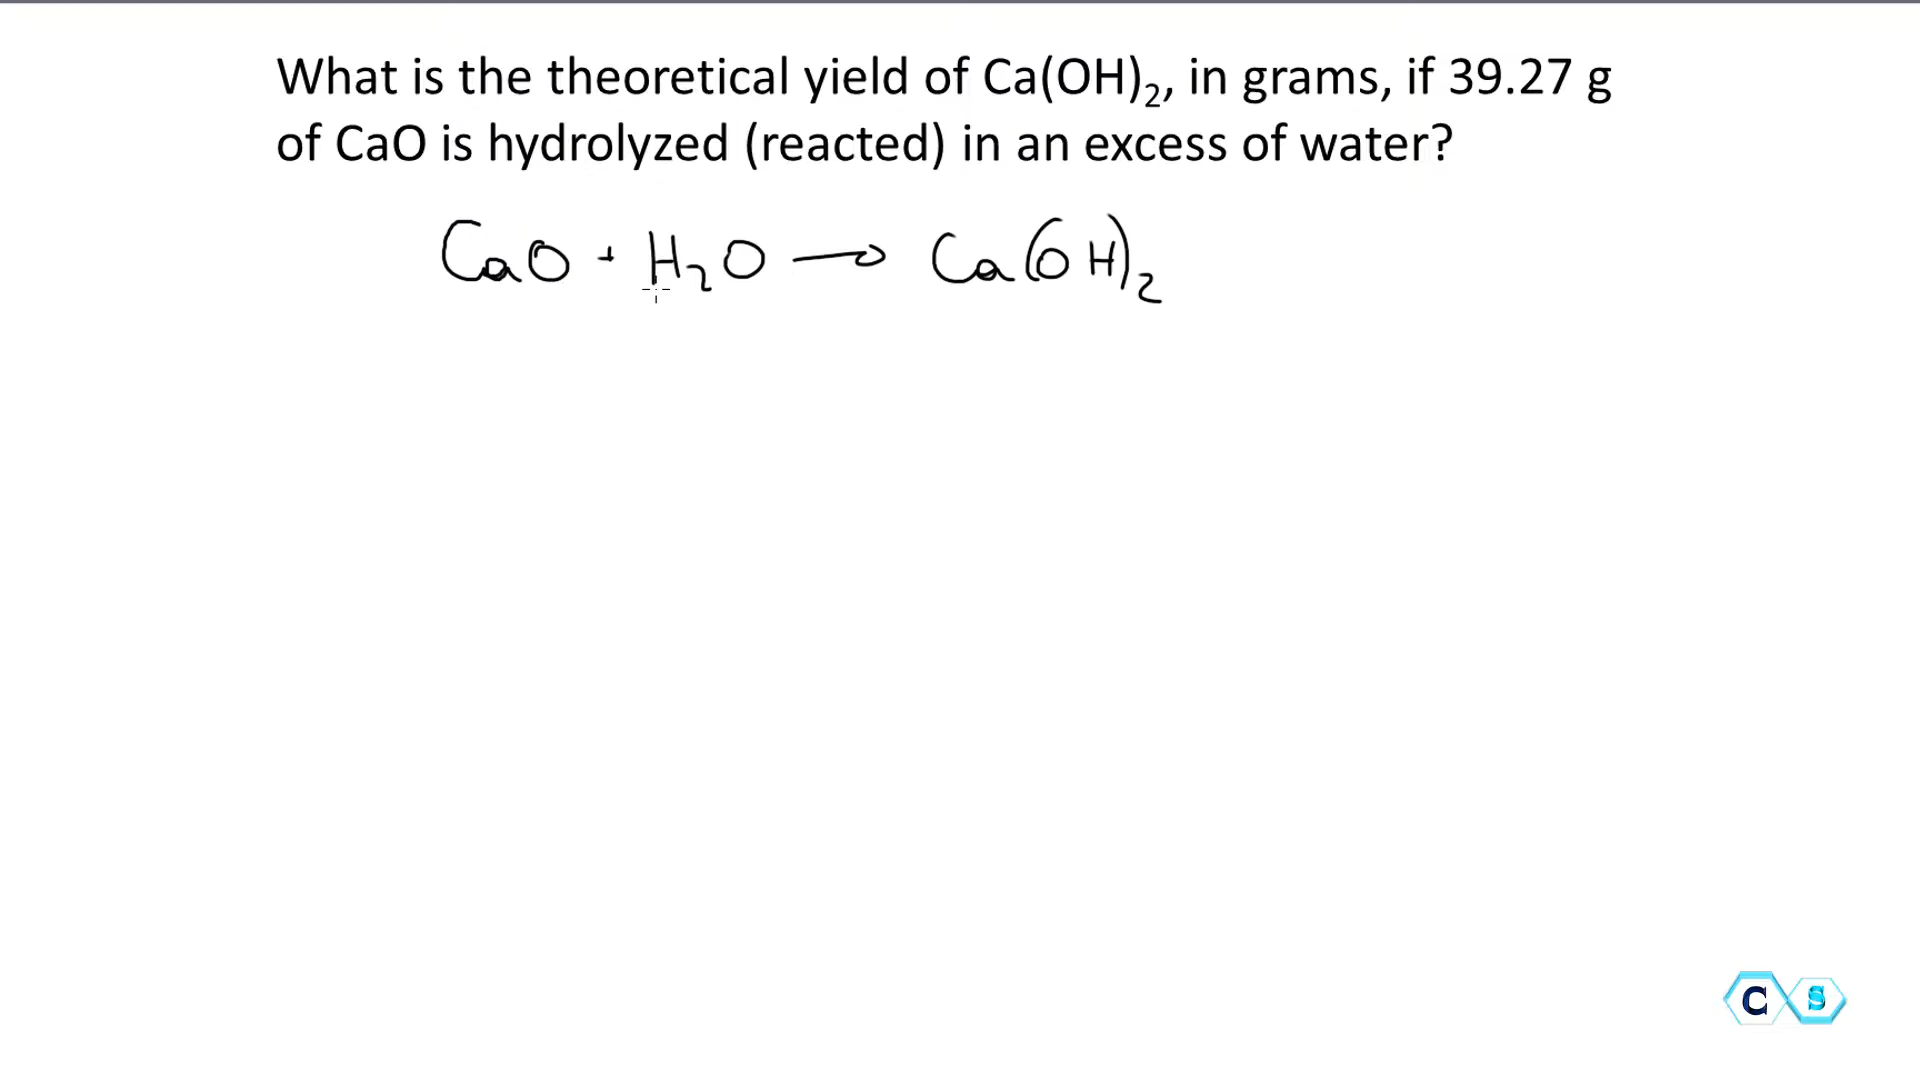 What is the theoretical yield of Ca(OH)₂, in grams, if 39.27 g
of CaO is hydrolyzed (reacted) in an excess of water?
CaO + H₂O → Ca(OH)₂
C S